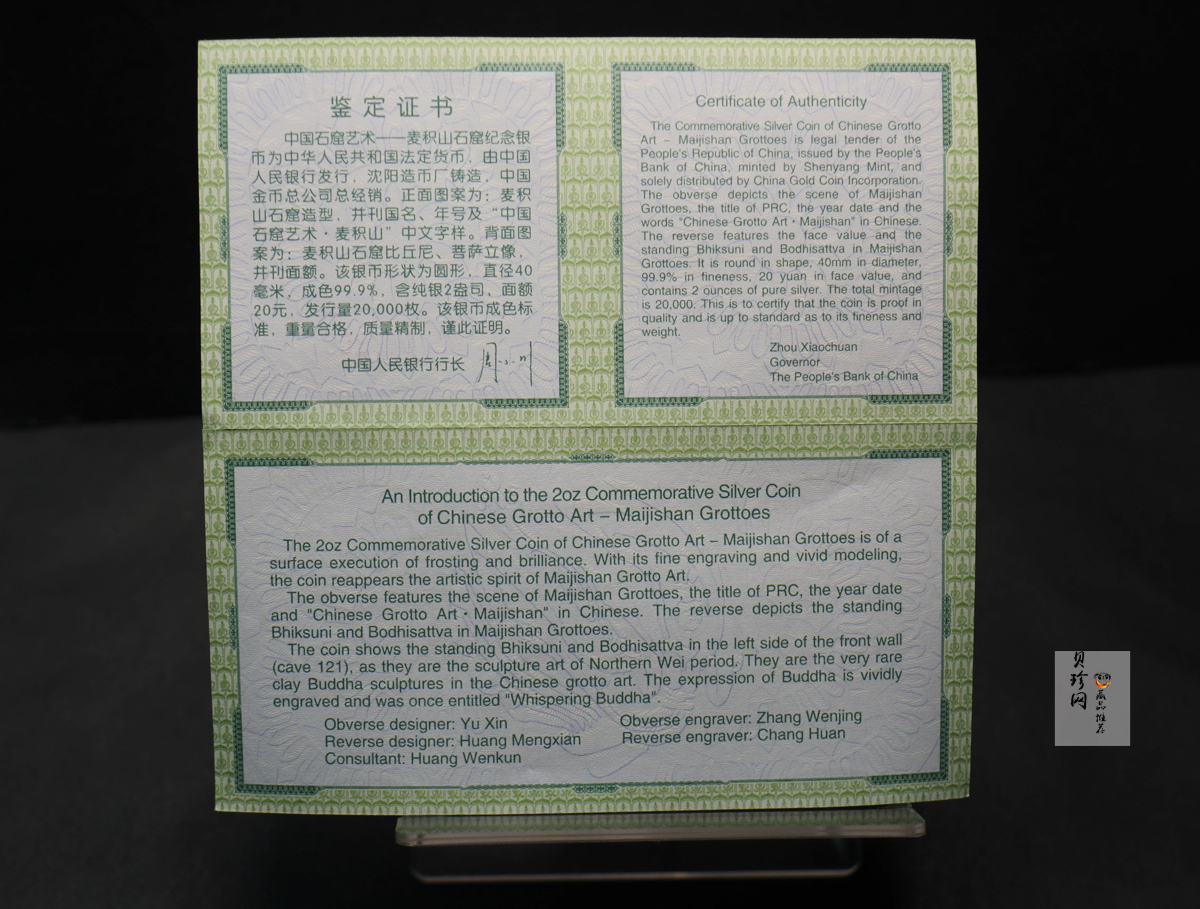 鉴定证书
中国石窟艺术——麦积山石窟纪念银
币为中华人民共和国法定货币，由中国
人民银行发行，沈阳造币厂铸造，中国
金币总公司总经销。正面图案为：麦积
山石窟造型，并刊国名、年号及“中国
石窟艺术·麦积山”中文字样。背面图
案为：麦积山石窟比丘尼、菩萨立像，
并刊面额。该银币形状为圆形，直径40
毫米，成色99.9%，含纯银2盎司，面额
20元，发行量20,000枚。该银币成色标
准，重量合格，质量精制，谨此证明。
中国人民银行行长
Certificate of Authenticity
The Commemorative Silver Coin of Chinese Grotto
Art – Maijishan Grottoes is legal tender of the
People's Republic of China, issued by the People's
Bank of China, minted by Shenyang Mint, and
solely distributed by China Gold Coin Incorporation.
The obverse depicts the scene of Maijishan
Grottoes, the title of PRC, the year date and the
words "Chinese Grotto Art · Maijishan" in Chinese.
The reverse features the face value and the
standing Bhiksuni and Bodhisattva in Maijishan
Grottoes. It is round in shape, 40mm in diameter,
99.9% in fineness, 20 yuan in face value, and
contains 2 ounces of pure silver. The total mintage
is 20,000. This is to certify that the coin is proof in
quality and is up to standard as to its fineness and
weight.
Zhou Xiaochuan
Governor
The People's Bank of China
An Introduction to the 2oz Commemorative Silver Coin
of Chinese Grotto Art – Maijishan Grottoes
The 2oz Commemorative Silver Coin of Chinese Grotto Art – Maijishan Grottoes is of a
surface execution of frosting and brilliance. With its fine engraving and vivid modeling,
the coin reappears the artistic spirit of Maijishan Grotto Art.
The obverse features the scene of Maijishan Grottoes, the title of PRC, the year date
and "Chinese Grotto Art · Maijishan" in Chinese. The reverse depicts the standing
Bhiksuni and Bodhisattva in Maijishan Grottoes.
The coin shows the standing Bhiksuni and Bodhisattva in the left side of the front wall
(cave 121), as they are the sculpture art of Northern Wei period. They are the very rare
clay Buddha sculptures in the Chinese grotto art. The expression of Buddha is vividly
engraved and was once entitled "Whispering Buddha".
Obverse designer: Yu Xin
Obverse engraver: Zhang Wenjing
Reverse designer: Huang Mengxian
Reverse engraver: Chang Huan
Consultant: Huang Wenkun
贝珍网
藏品推荐